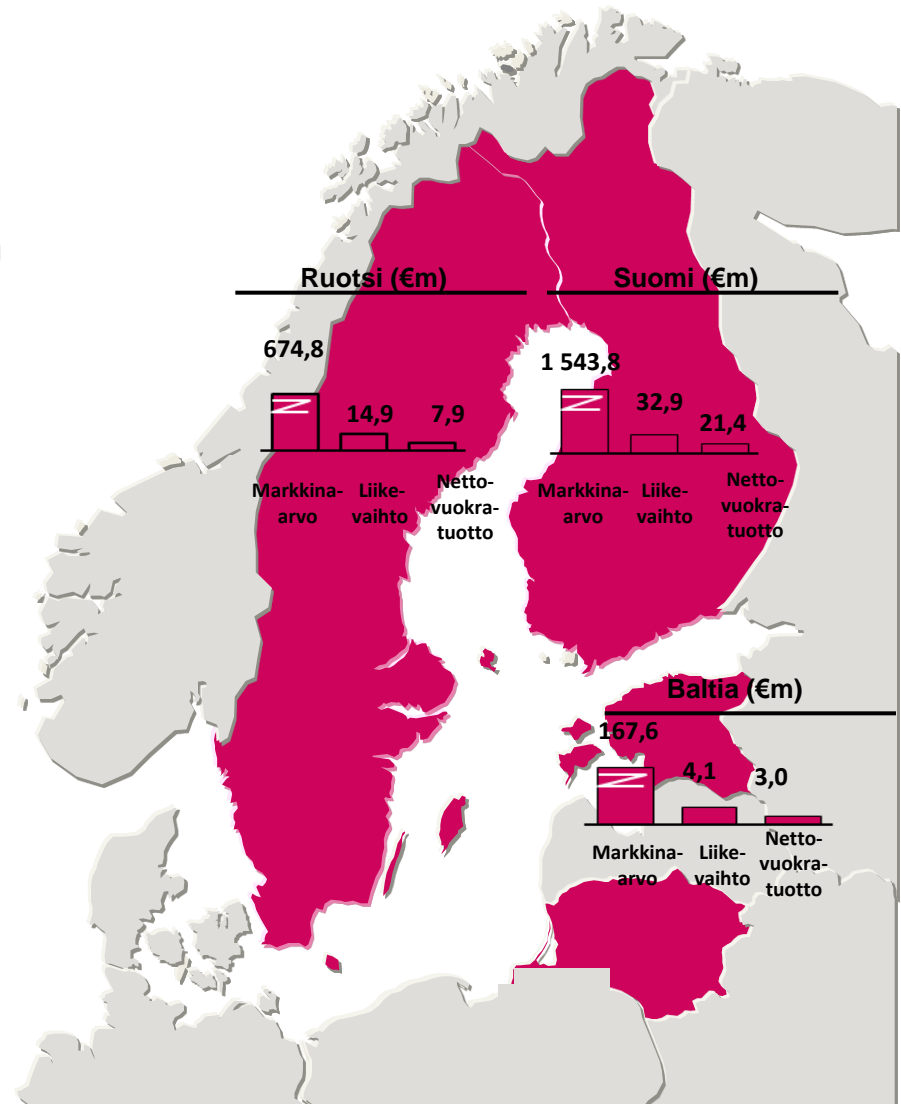 Ruotsi (€m)
674,8
14,9
7,9
Markkina-
arvo
Liike-
vaihto
Netto-
vuokra-
tuotto
Suomi (€m)
1 543,8
32,9
21,4
Markkina-
arvo
Liike-
vaihto
Netto-
vuokra-
tuotto
Baltia (€m)
167,6
4,1
3,0
Markkina-
arvo
Liike-
vaihto
Netto-
vuokra-
tuotto